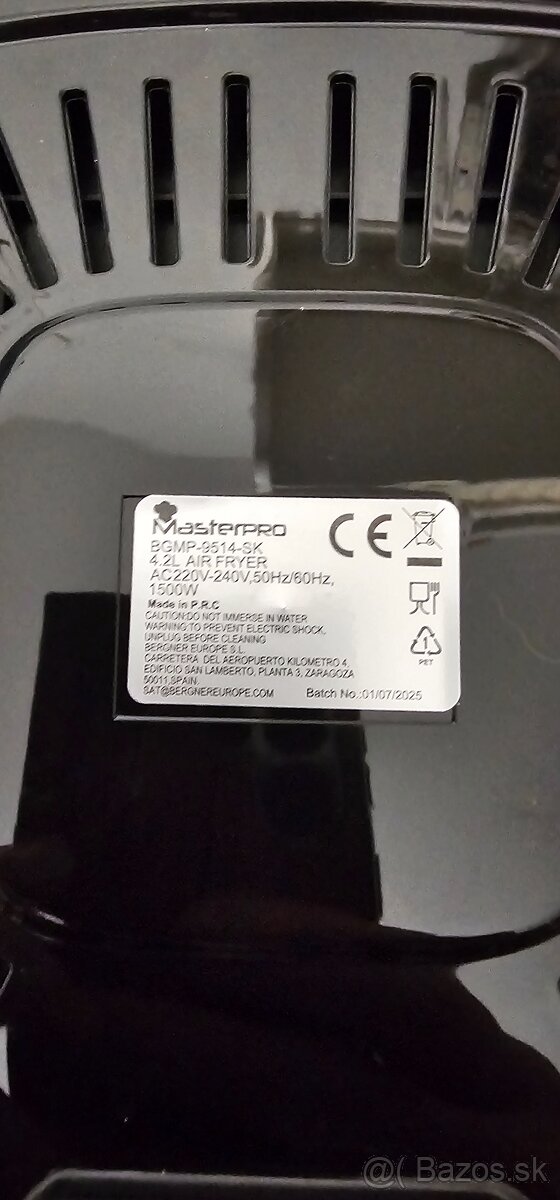 MasterPRO
BGMP-9514-SK
4.2L AIR FRYER
AC220V-240V,50Hz/60Hz,
1500W
Made in P.R.C
CAUTION:DO NOT IMMERSE IN WATER
WARNING:TO PREVENT ELECTRIC SHOCK,
UNPLUG BEFORE CLEANING
BERGNER EUROPE S.L.
CARRETERA DEL AEROPUERTO KILOMETRO 4,
EDIFICIO SAN LAMBERTO, PLANTA 3, ZARAGOZA
50011,SPAIN.
SAT@BERGNEREUROPE.COM Batch No.:01/07/2025
CE
1
PET
@( Bazos.sk